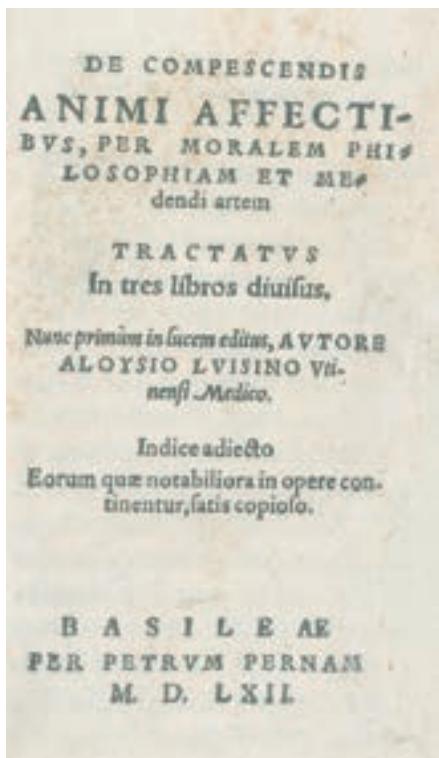 DE COMPESCENDIS
ANIMI AFFECTI-
BVS, PER MORALEM PHI-
LOSOPHIAM ET ME-
dendi artem
TRACTATVS
In tres libros diuiſus.
Nunc primùm in lucem editus, AVTORE
ALOYSIO LVISINO Vti-
nenſi Medico.
Indice adiecto
Eorum quæ notabiliora in opere con-
tinentur, ſatis copioſo.
BASILEAE
PER PETRVM PERNAM
M. D. LXII.